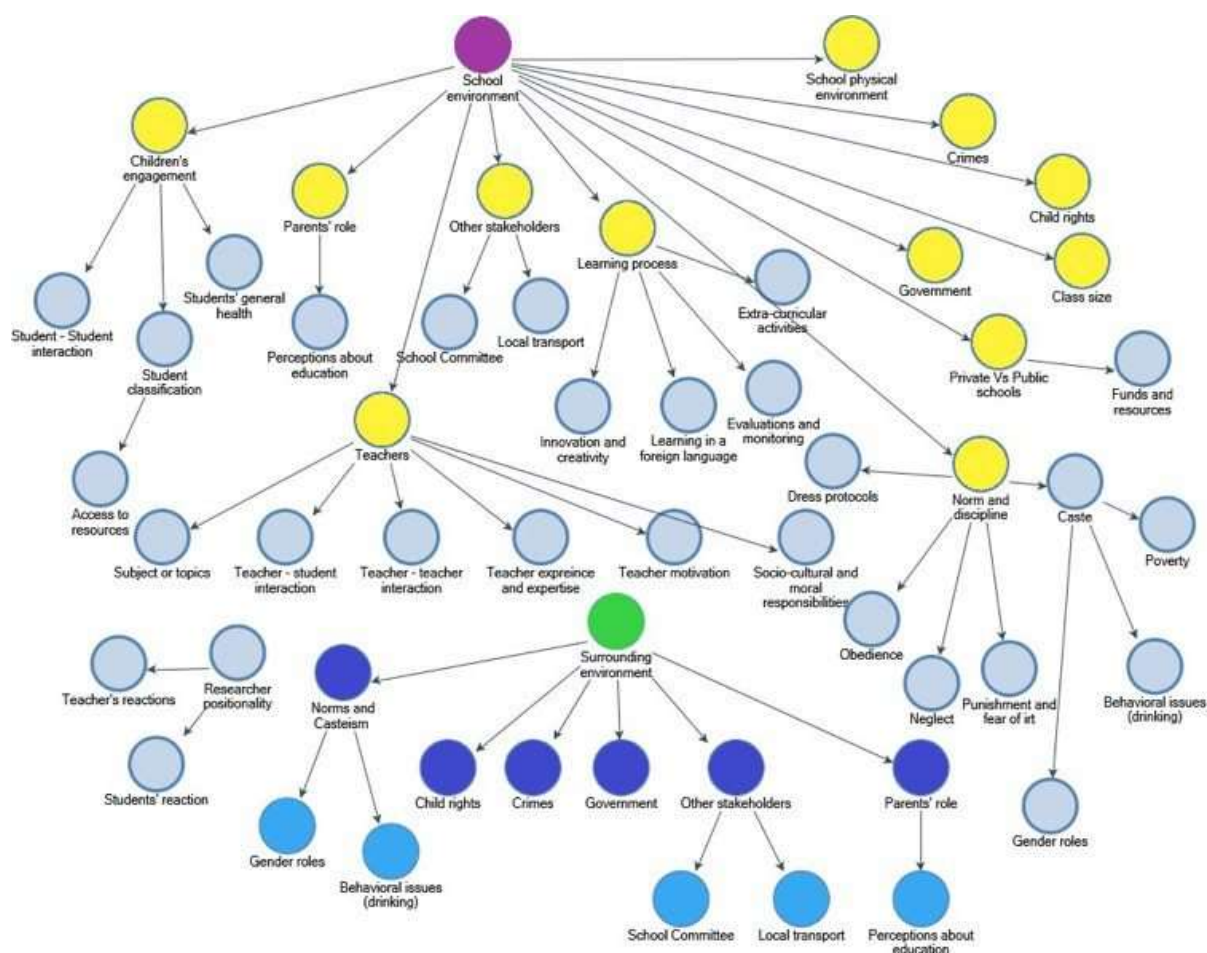 School
environment
School physical
environment
Crimes
Child rights
Class size
Government
Children's
engagement
Parents' role
Other stakeholders
Learning process
Student - Student
interaction
Students' general
health
Student
classification
Access to
resources
Perceptions about
education
School Committee
Local transport
Extra-curricular
activities
Innovation and
creativity
Learning in a
foreign language
Evaluations and
monitoring
Private Vs Public
schools
Funds and
resources
Teachers
Subject or topics
Teacher - student
interaction
Teacher - teacher
interaction
Teacher expreince
and expertise
Teacher motivation
Socio-cultural and
moral
responsibilities
Dress protocols
Norm and
discipline
Caste
Poverty
Obedience
Neglect
Punishment and
fear of irt
Behavioral issues
(drinking)
Gender roles
Teacher's reactions
Researcher
positionality
Students' reaction
Surrounding
environment
Norms and
Casteism
Child rights
Crimes
Government
Other stakeholders
Parents' role
Gender roles
Behavioral issues
(drinking)
School Committee
Local transport
Perceptions about
education